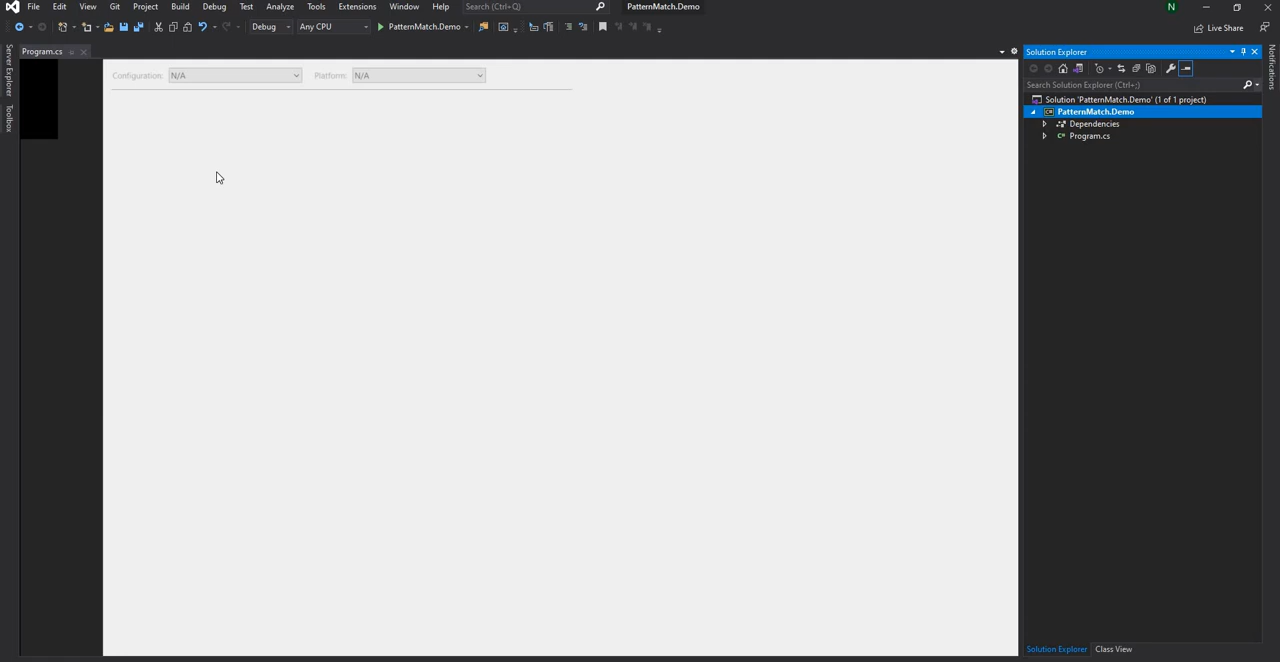 File Edit View Git Project Build Debug Test Analyze Tools Extensions Window Help Search (Ctrl+Q) PatternMatch.Demo N
Debug Any CPU PatternMatch.Demo Live Share
Program.cs
Server Explorer
Toolbox
Configuration: N/A Platform: N/A
Solution Explorer
Search Solution Explorer (Ctrl+;)
Solution 'PatternMatch.Demo' (1 of 1 project)
C# PatternMatch.Demo
Dependencies
C# Program.cs
Solution Explorer Class View
Notifications